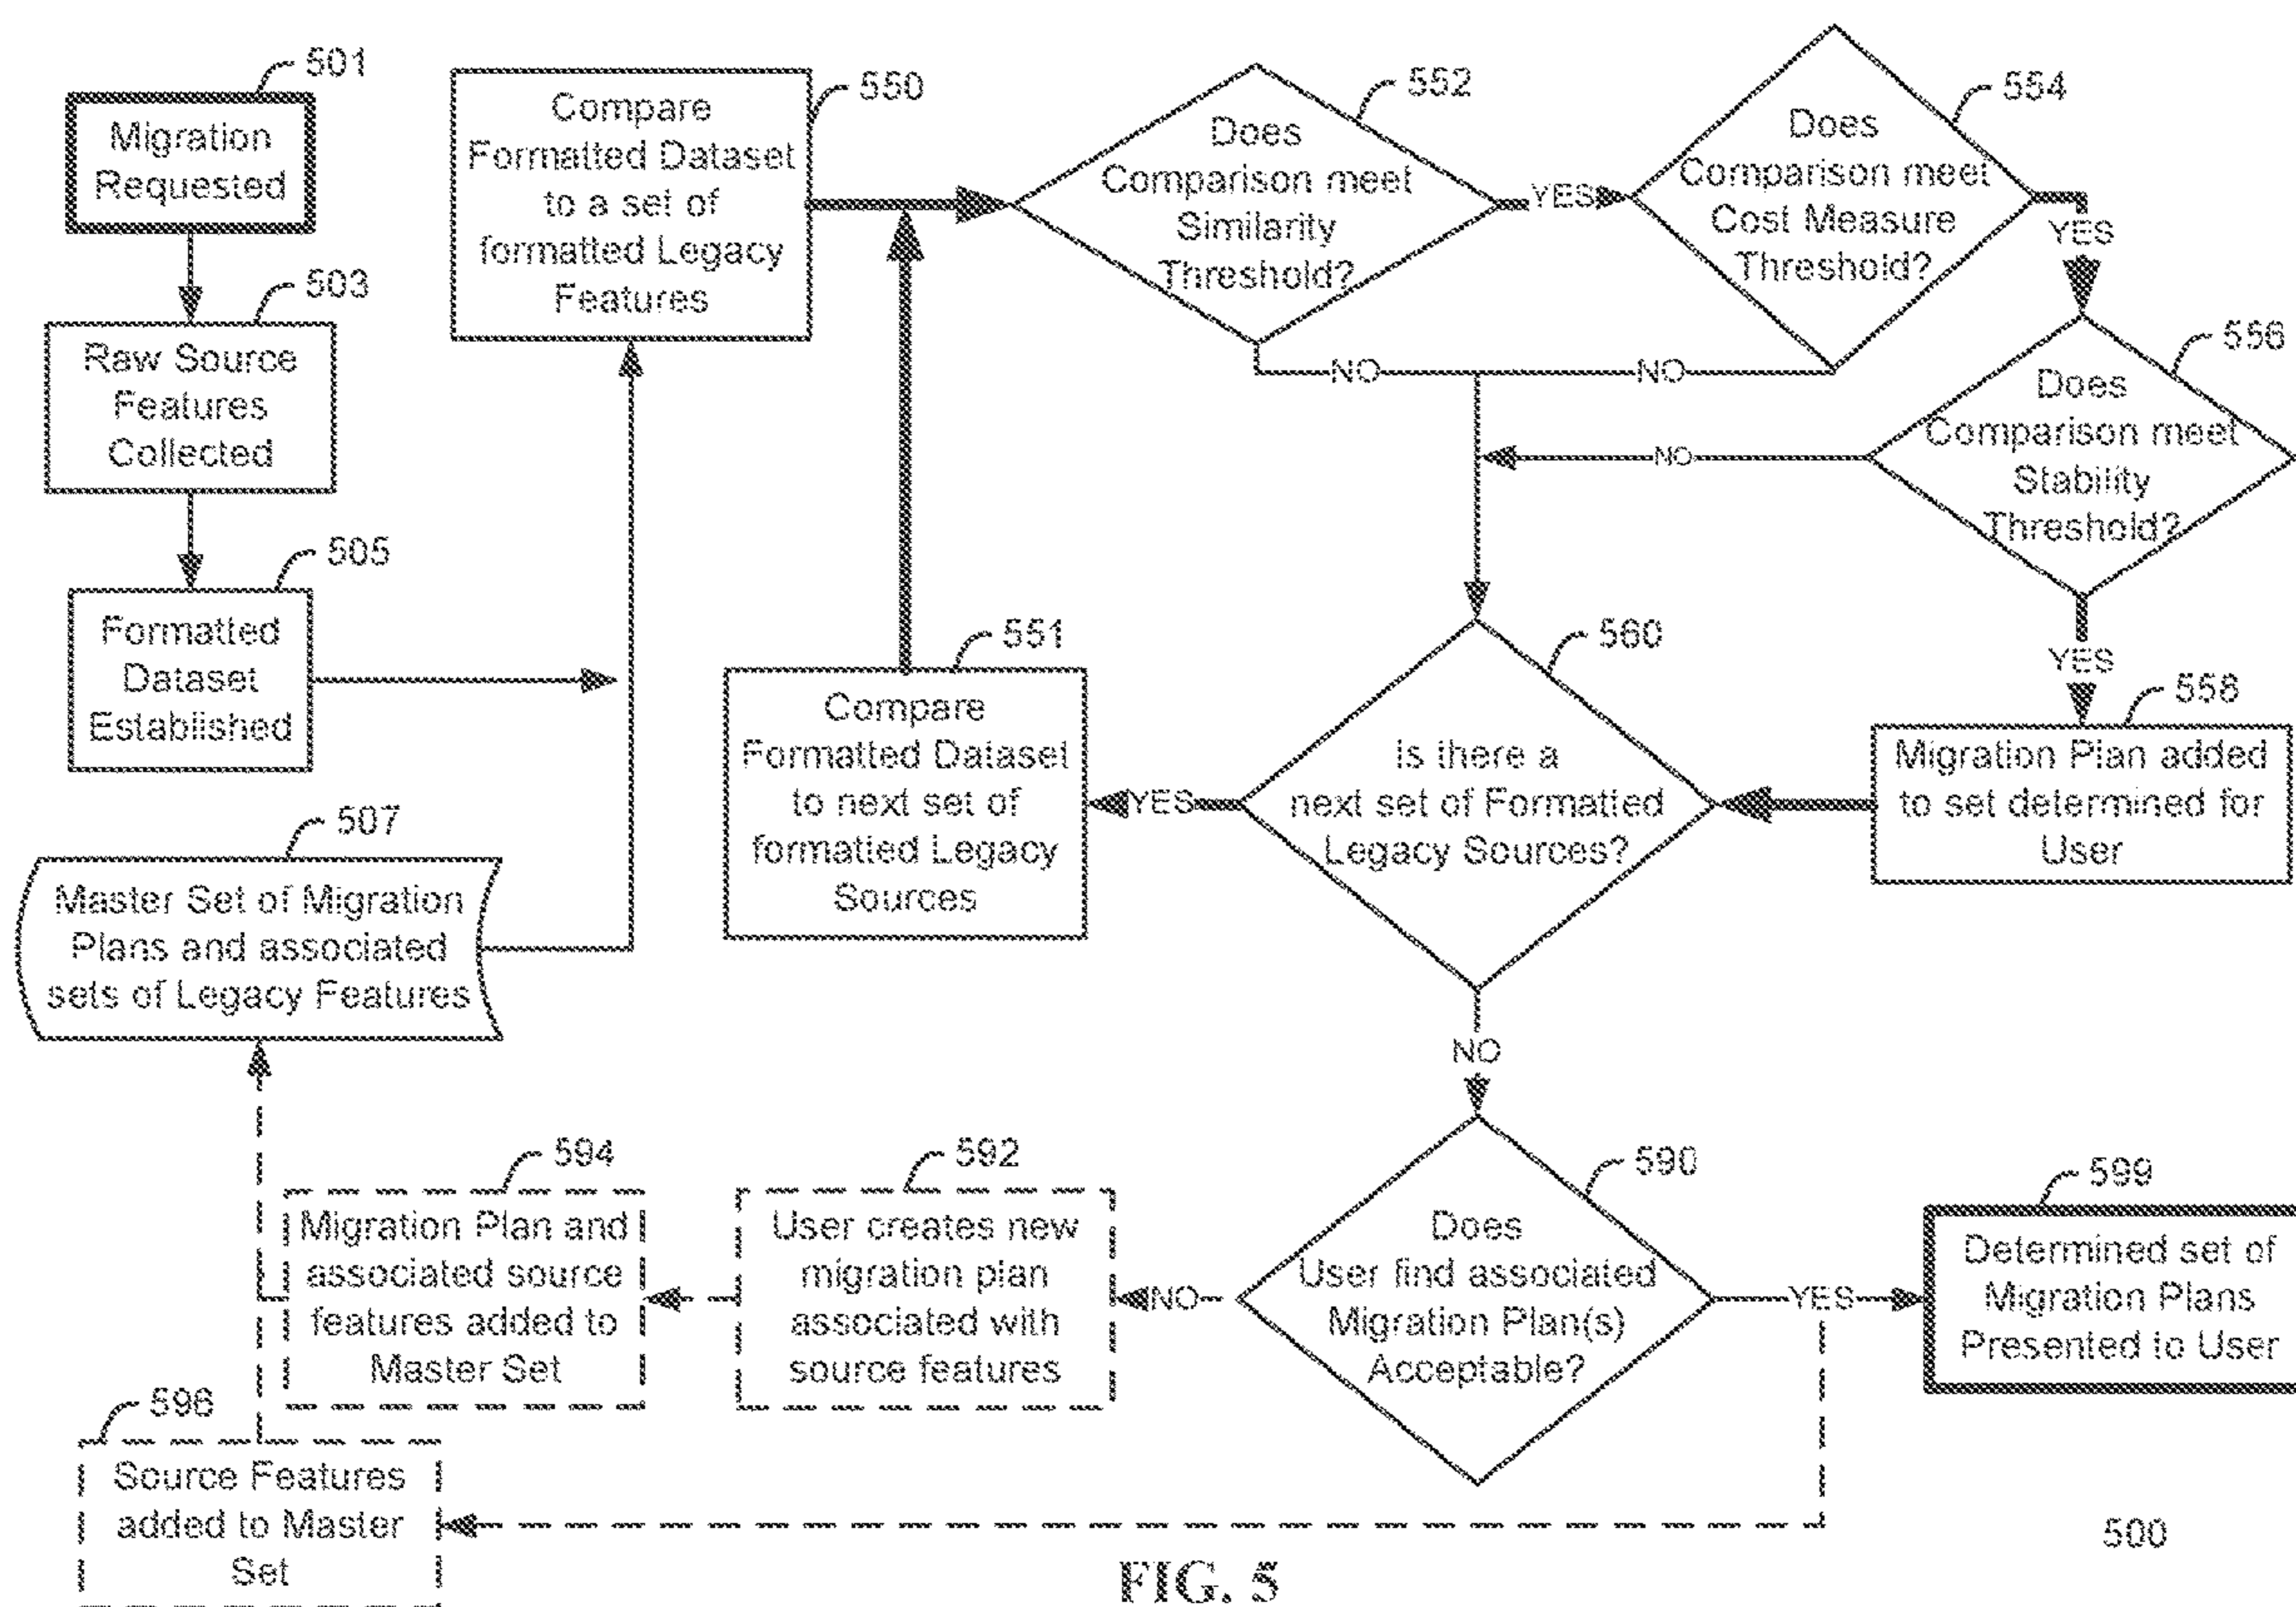 501
Migration
Requested
503
Raw Source
Features
Collected
505
Formatted
Dataset
Established
507
Master Set of Migration
Plans and associated
sets of Legacy Features
550
Compare
Formatted Dataset
to a set of
formatted Legacy
Features
552
Does
Comparison meet
Similarity
Threshold?
YES
NO
554
Does
Comparison meet
Cost Measure
Threshold?
YES
NO
556
Does
Comparison meet
Stability
Threshold?
NO
YES
558
Migration Plan added
to set determined for
User
560
Is there a
next set of Formatted
Legacy Sources?
YES
551
Compare
Formatted Dataset
to next set of
formatted Legacy
Sources
NO
590
Does
User find associated
Migration Plan(s)
Acceptable?
YES
599
Determined set of
Migration Plans
Presented to User
NO
592
User creates new
migration plan
associated with
source features
594
Migration Plan and
associated source
features added to
Master Set
596
Source Features
added to Master
Set
500
FIG. 5